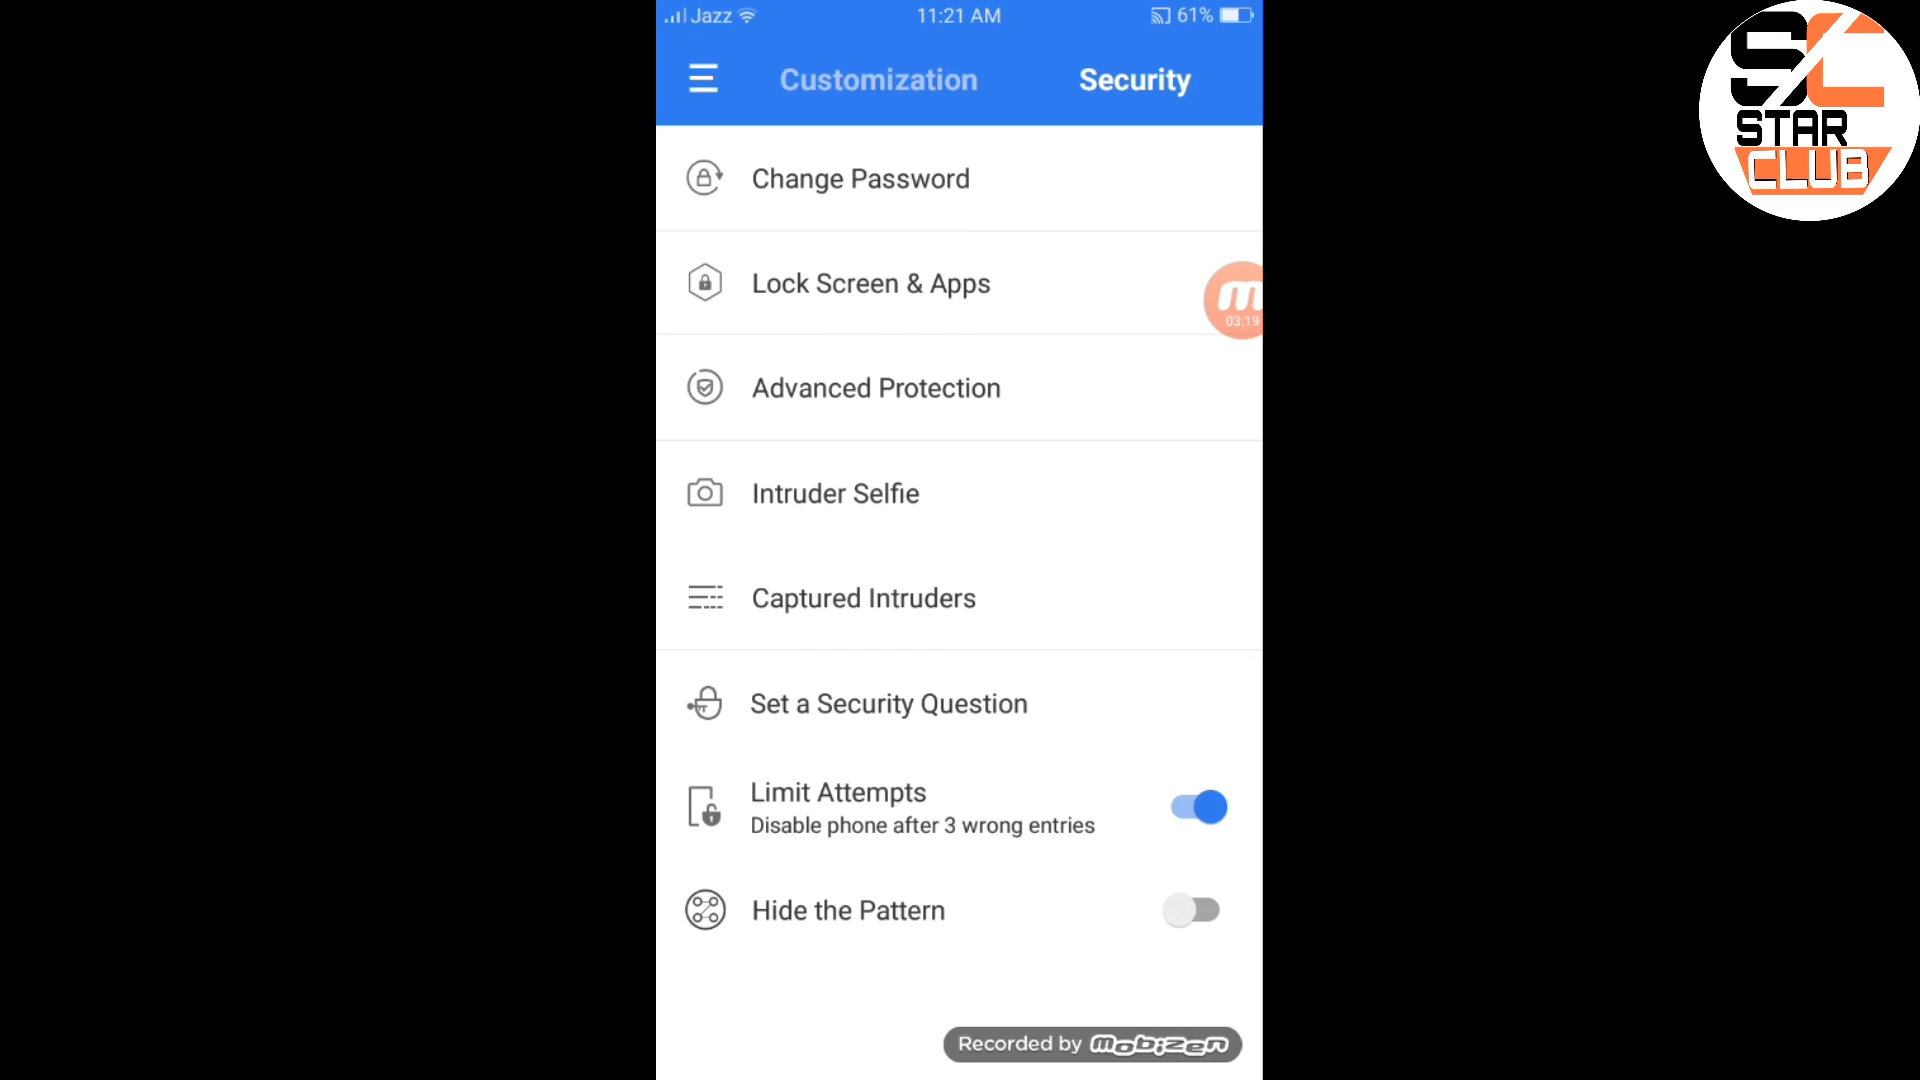 Jazz
11:21 AM
61%
Customization
Security
Change Password
Lock Screen & Apps
m
03:19
Advanced Protection
Intruder Selfie
Captured Intruders
Set a Security Question
Limit Attempts
Disable phone after 3 wrong entries
Hide the Pattern
Recorded by mobizen
SC
STAR
CLUB